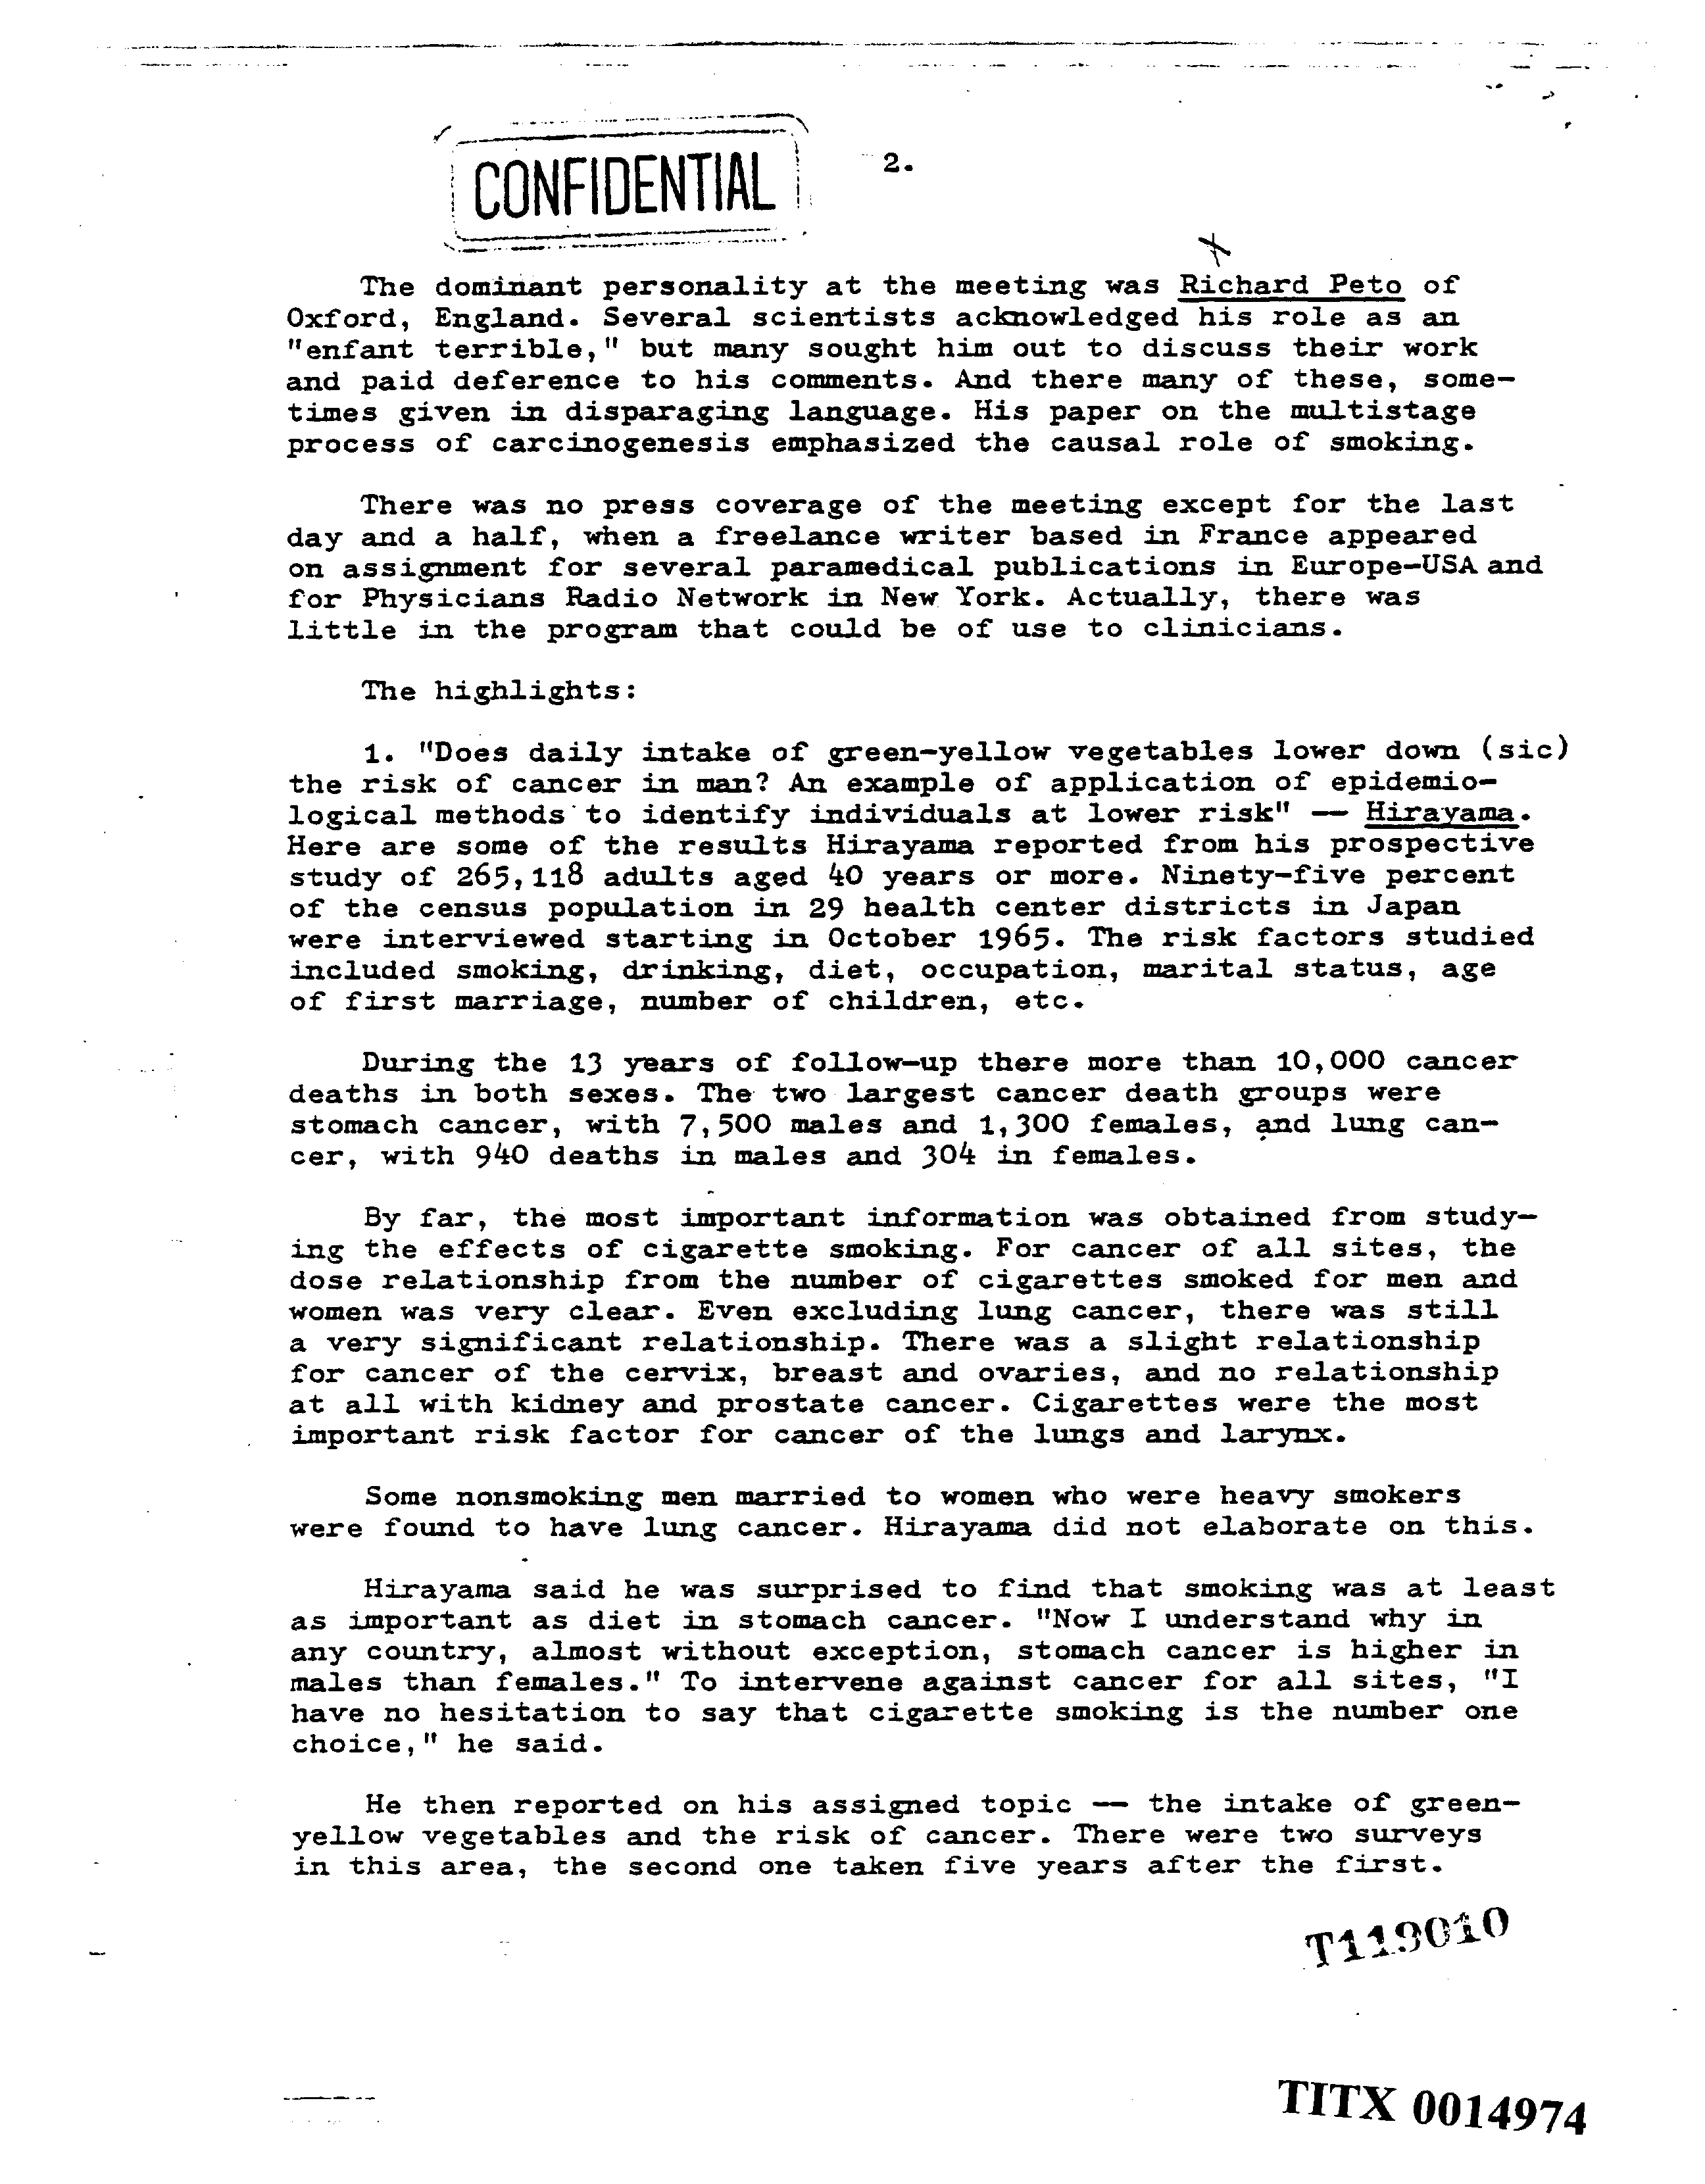 CONFIDENTIAL
2.
The dominant personality at the meeting was Richard Peto of
Oxford, England. Several scientists acknowledged his role as an
"enfant terrible," but many sought him out to discuss their work
and paid deference to his comments. And there many of these, some-
times given in disparaging language. His paper on the multistage
process of carcinogenesis emphasized the causal role of smoking.
There was no press coverage of the meeting except for the last
day and a half, when a freelance writer based in France appeared
on assignment for several paramedical publications in Europe-USA and
for Physicians Radio Network in New York. Actually, there was
little in the program that could be of use to clinicians.
The highlights:
1. "Does daily intake of green-yellow vegetables lower down (sic)
the risk of cancer in man? An example of application of epidemio-
logical methods to identify individuals at lower risk" -- Hirayama.
Here are some of the results Hirayama reported from his prospective
study of 265,118 adults aged 40 years or more. Ninety-five percent
of the census population in 29 health center districts in Japan
were interviewed starting in October 1965. The risk factors studied
included smoking, drinking, diet, occupation, marital status, age
of first marriage, number of children, etc.
During the 13 years of follow-up there more than 10,000 cancer
deaths in both sexes. The two largest cancer death groups were
stomach cancer, with 7,500 males and 1,300 females, and lung can-
cer, with 940 deaths in males and 304 in females.
By far, the most important information was obtained from study-
ing the effects of cigarette smoking. For cancer of all sites, the
dose relationship from the number of cigarettes smoked for men and
women was very clear. Even excluding lung cancer, there was still
a very significant relationship. There was a slight relationship
for cancer of the cervix, breast and ovaries, and no relationship
at all with kidney and prostate cancer. Cigarettes were the most
important risk factor for cancer of the lungs and larynx.
Some nonsmoking men married to women who were heavy smokers
were found to have lung cancer. Hirayama did not elaborate on this.
Hirayama said he was surprised to find that smoking was at least
as important as diet in stomach cancer. "Now I understand why in
any country, almost without exception, stomach cancer is higher in
males than females." To intervene against cancer for all sites, "I
have no hesitation to say that cigarette smoking is the number one
choice," he said.
He then reported on his assigned topic -- the intake of green-
yellow vegetables and the risk of cancer. There were two surveys
in this area, the second one taken five years after the first.
T119010
TITX 0014974